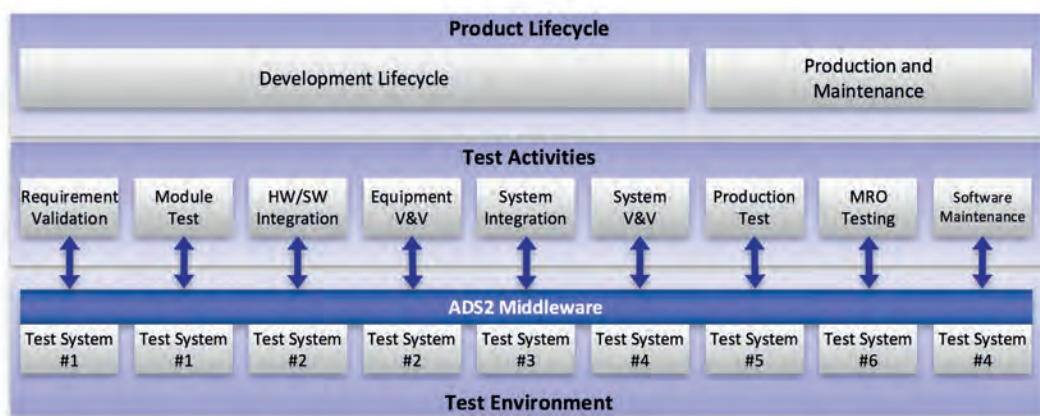 Product Lifecycle
Development Lifecycle
Production and
Maintenance
Test Activities
Requirement
Validation
Module
Test
HW/SW
Integration
Equipment
V&V
System
Integration
System
V&V
Production
Test
MRO
Testing
Software
Maintenance
ADS2 Middleware
Test System
#1
Test System
#1
Test System
#2
Test System
#2
Test System
#3
Test System
#4
Test System
#5
Test System
#6
Test System
#4
Test Environment